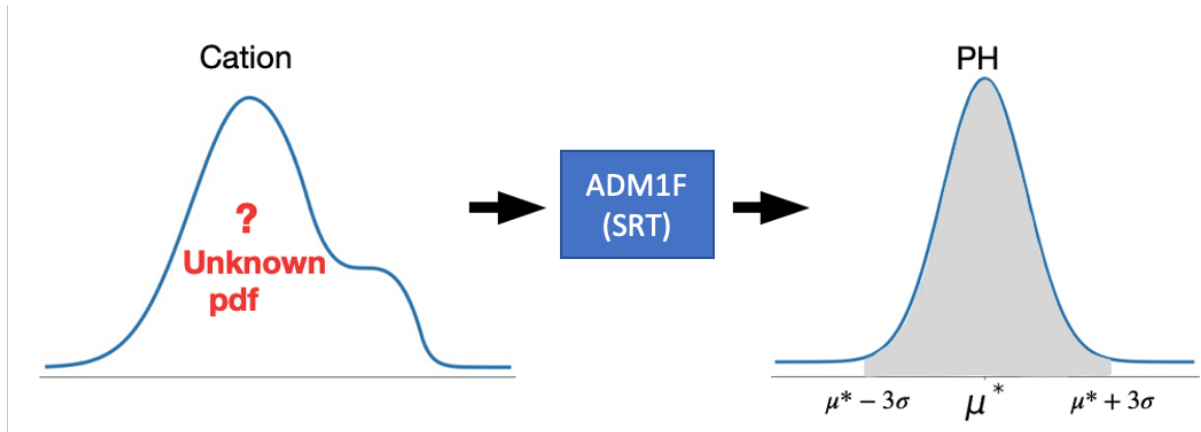 Cation
?
Unknown
pdf
ADM1F
(SRT)
PH
μ* − 3σ
μ*
μ* + 3σ